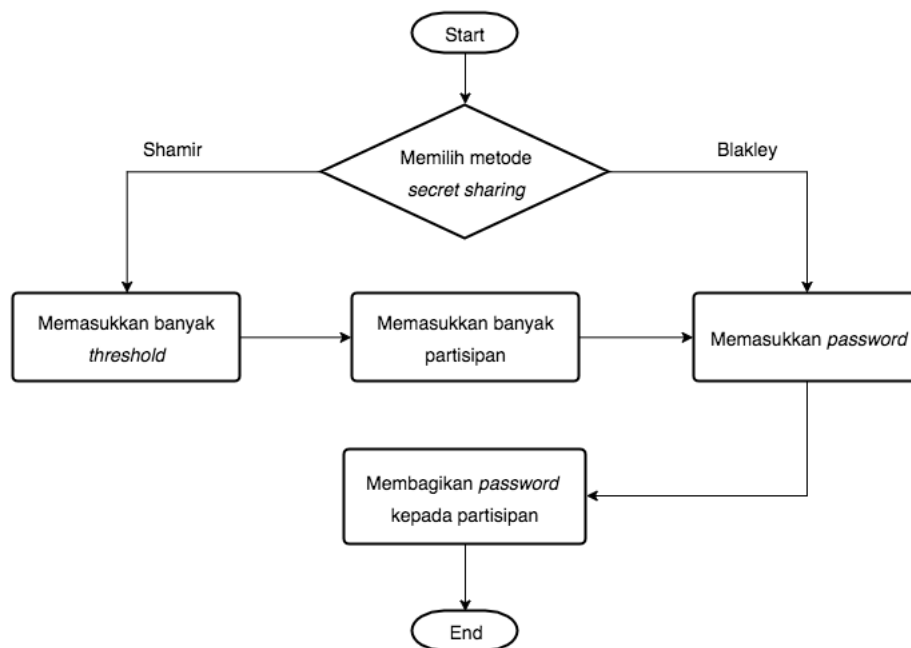 Start
Shamir
Memilih metode
secret sharing
Blakley
Memasukkan banyak
threshold
Memasukkan banyak
partisipan
Memasukkan password
Membagikan password
kepada partisipan
End